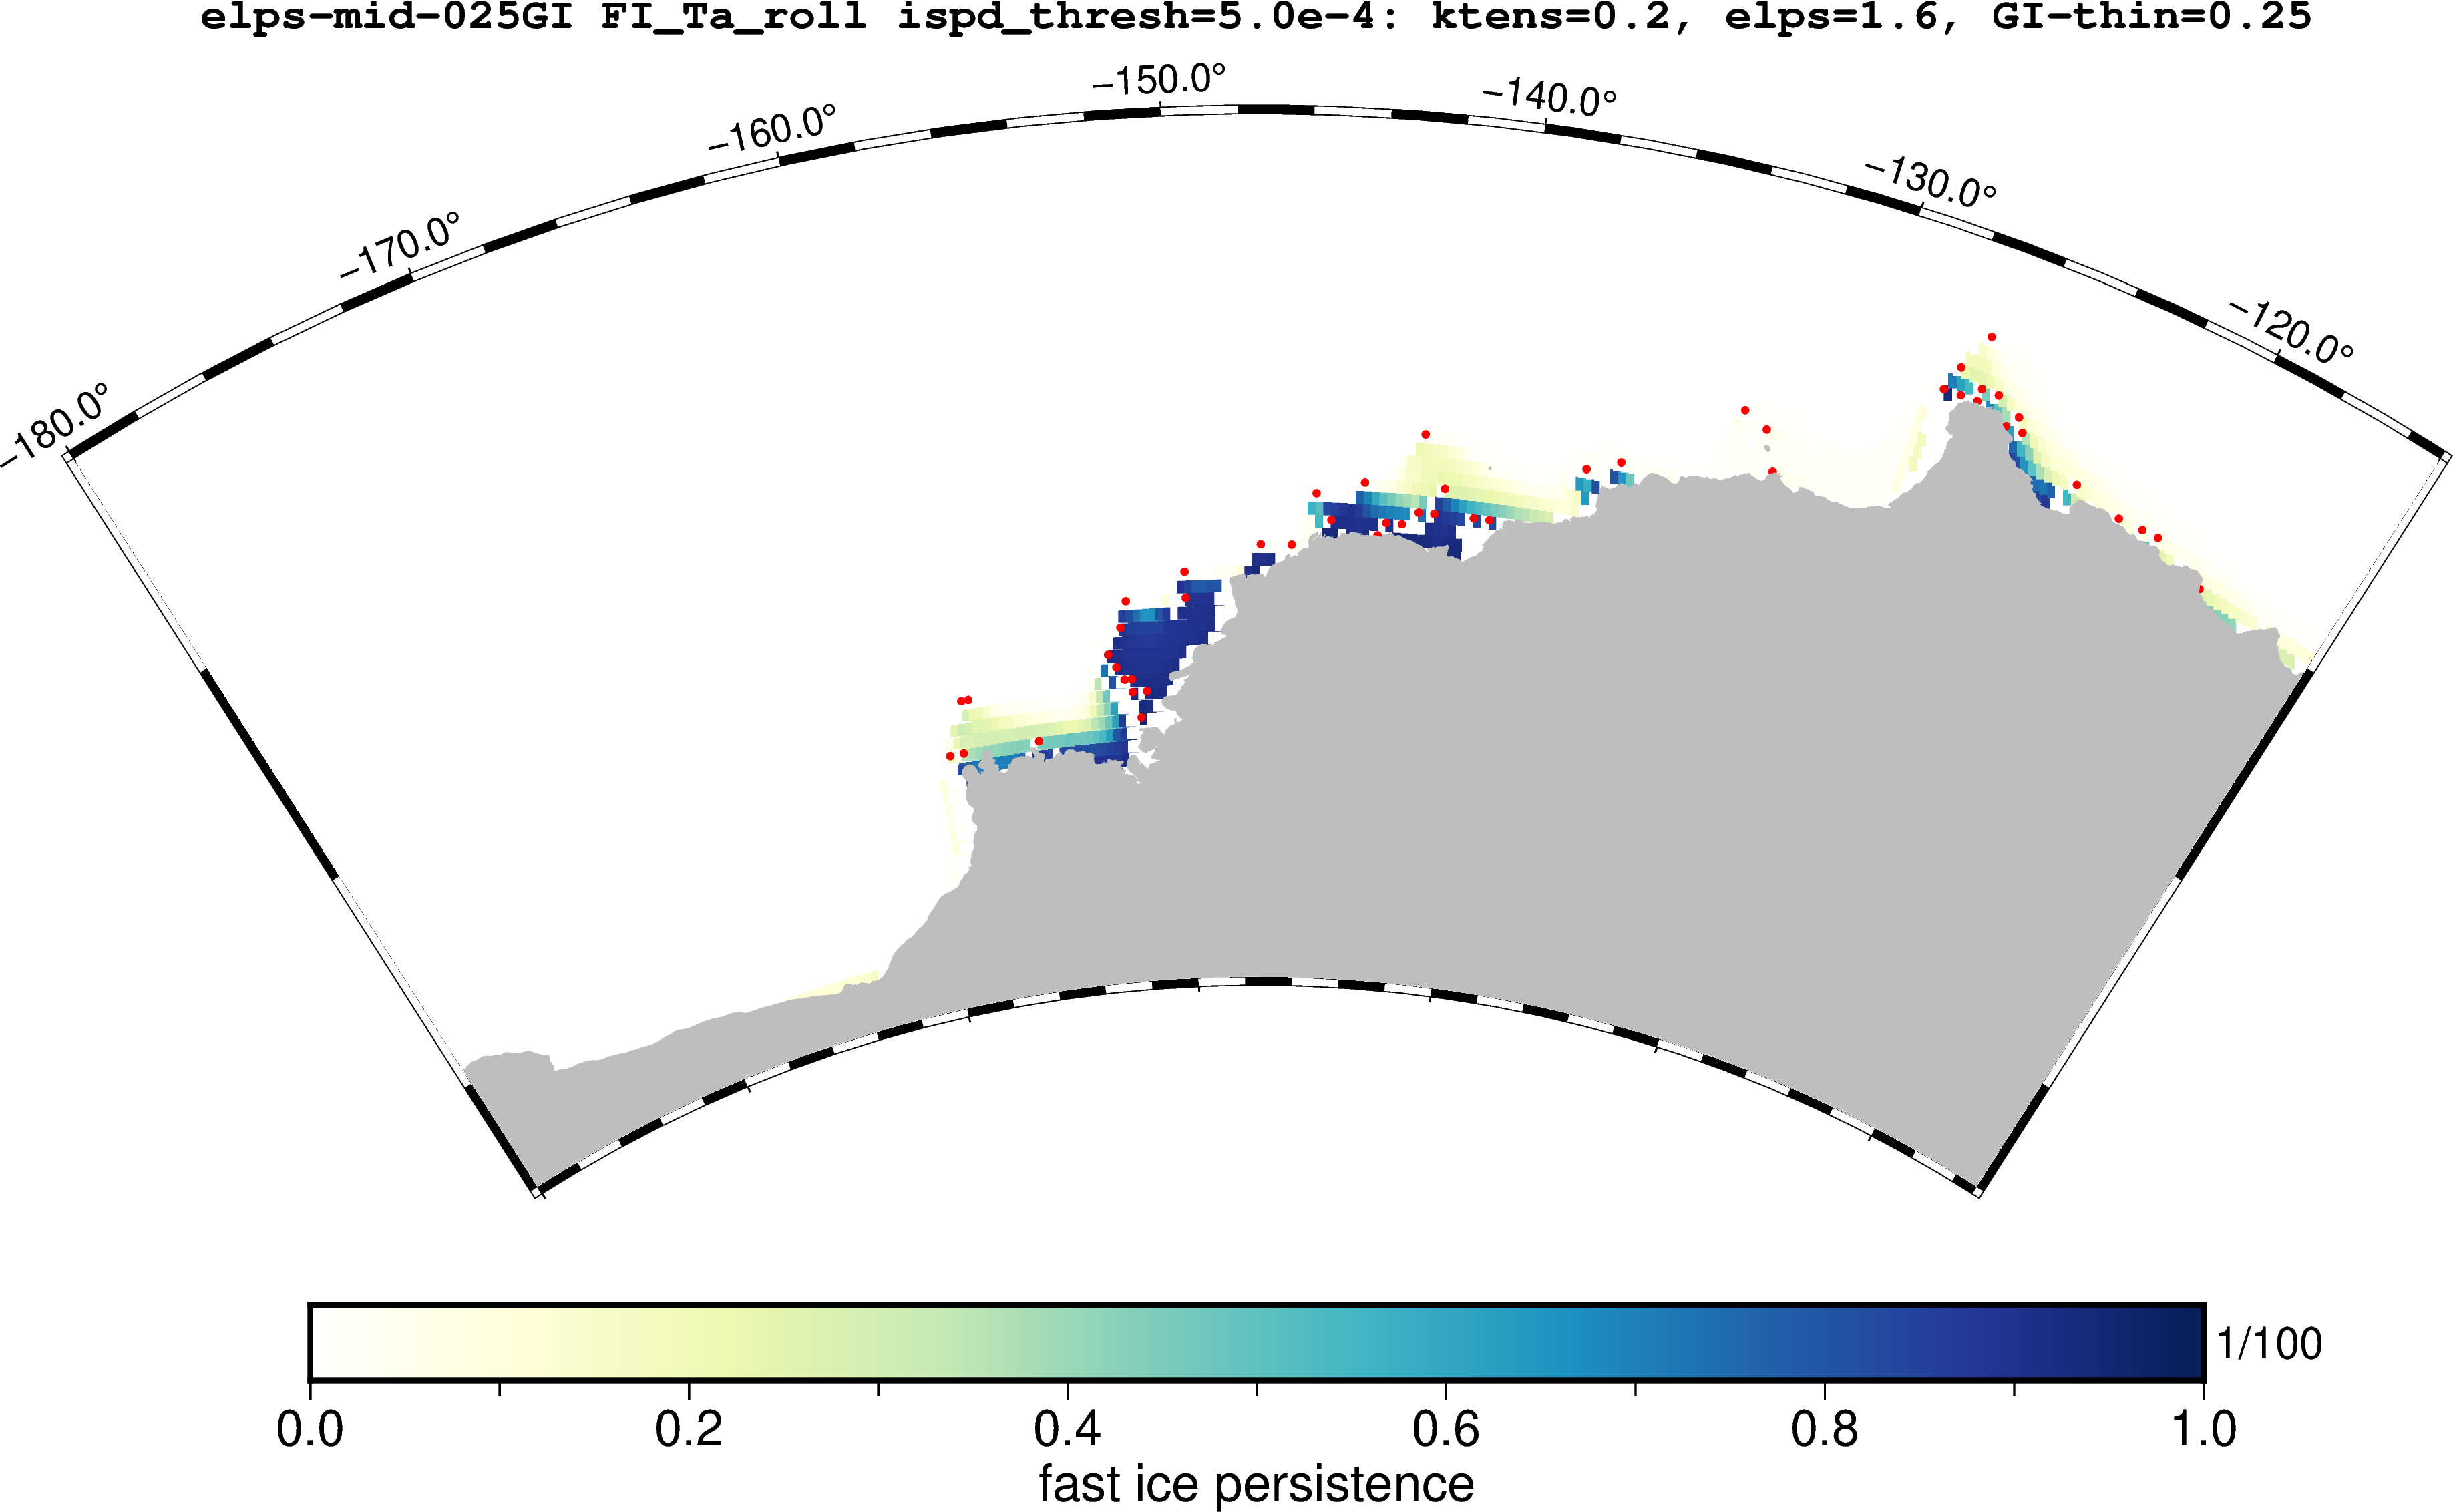 elps-mid-025GI FI_Ta_roll ispd_thresh=5.0e-4: ktens=0.2, elps=1.6, GI-thin=0.25
-180.0°
-170.0°
-160.0°
-150.0°
-140.0°
-130.0°
-120.0°
1/100
0.0 0.2 0.4 0.6 0.8 1.0
fast ice persistence